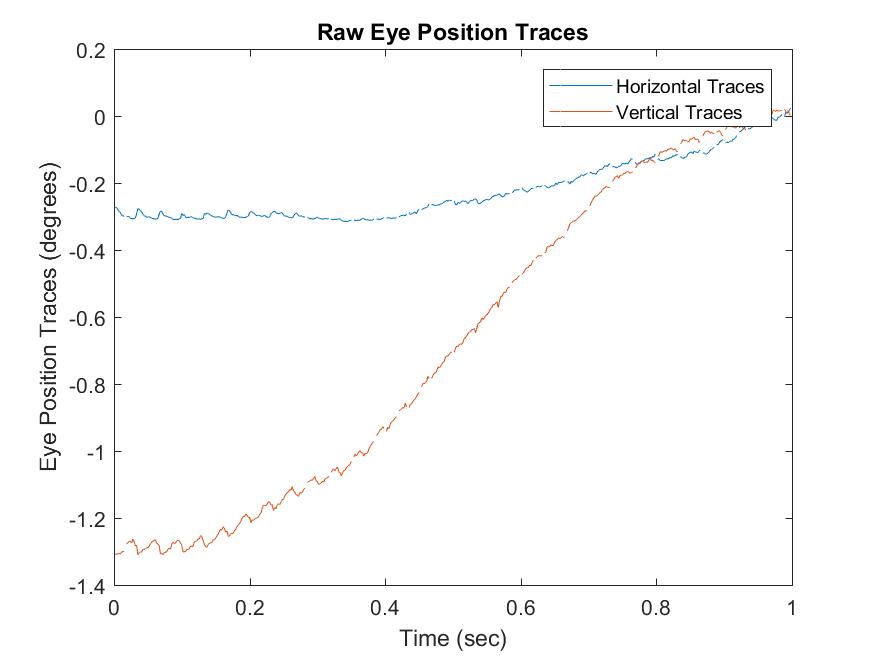 Raw Eye Position Traces
0.2
0
-0.2
-0.4
-0.6
-0.8
-1
-1.2
-1.4
Eye Position Traces (degrees)
Horizontal Traces
Vertical Traces
0 0.2 0.4 0.6 0.8 1
Time (sec)